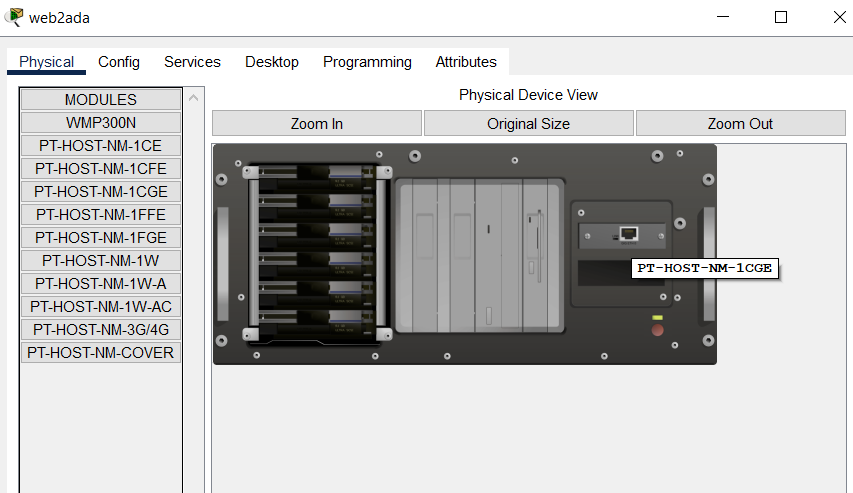 web2ada
Physical Config Services Desktop Programming Attributes
MODULES
WMP300N
PT-HOST-NM-1CE
PT-HOST-NM-1CFE
PT-HOST-NM-1CGE
PT-HOST-NM-1FFE
PT-HOST-NM-1FGE
PT-HOST-NM-1W
PT-HOST-NM-1W-A
PT-HOST-NM-1W-AC
PT-HOST-NM-3G/4G
PT-HOST-NM-COVER
Physical Device View
Zoom In Original Size Zoom Out
PT-HOST-NM-1CGE